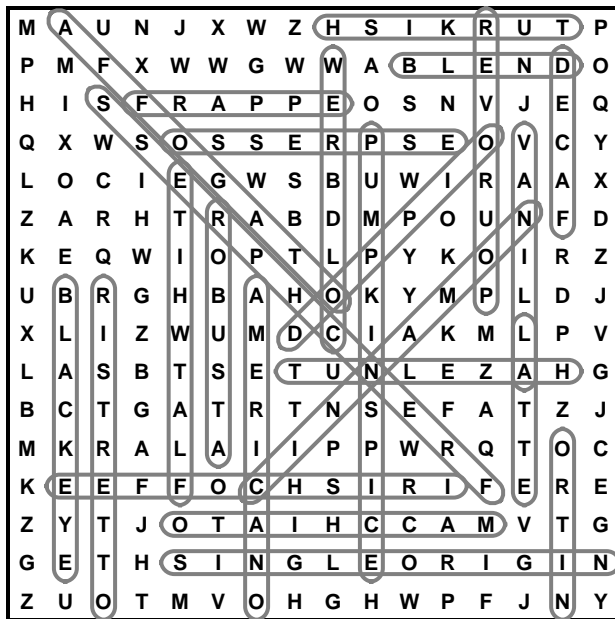 M A U N J X W Z H S I K R U T P
P M F X W W G W W A B L E N D O
H I S F R A P P E O S N V J E Q
Q X W S O S S E R P S E O V C Y
L O C I E G W S B U W I R A A X
Z A R H T R A B D M P O U N F D
K E Q W I O P T L P Y K O I R Z
U B R G H B A H O K Y M P L D J
X L I Z W U M D C I A K M L P V
L A S B T S E T U N L E Z A H G
B C T G A T R T N S E F A T Z J
M K R A L A I I P P W R Q T O C
K E E F F O C H S I R I F E R E
Z Y T J O T A I H C C A M V T G
G E T H S I N G L E O R I G I N
Z U O T M V O H G H W P F J N Y